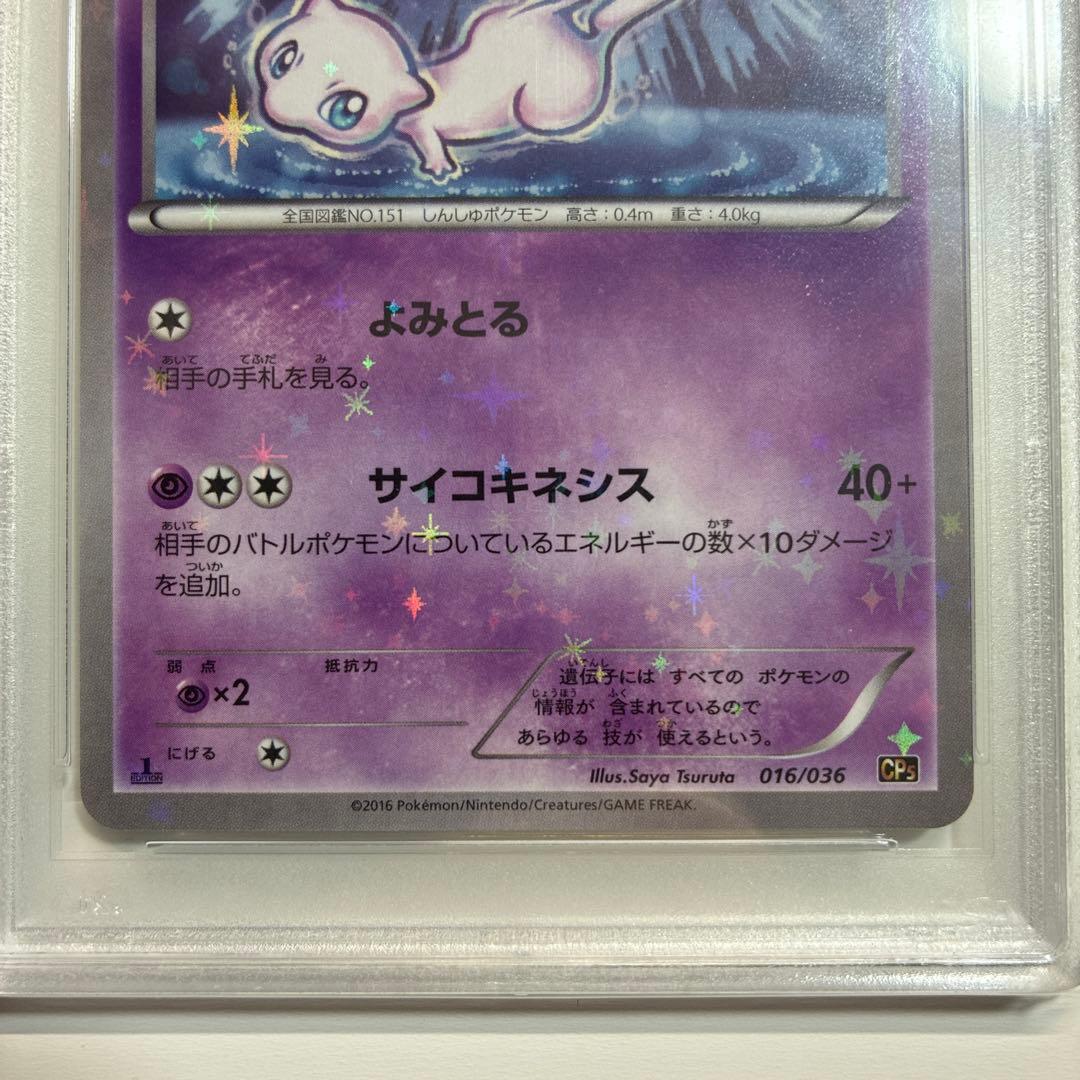 全国図鑑NO.151 しんしゅポケモン 高さ：0.4m 重さ：4.0kg
よみとる
あいて てふだ み
相手の手札を見る。
サイコキネシス 40+
あいて かず
相手のバトルポケモンについているエネルギーの数×10ダメージ
ついか
を追加。
弱点 抵抗力
×2
いでんし
遺伝子には すべての ポケモンの
じょうほう ふく
情報が 含まれているので
わざ つか
あらゆる 技が 使えるという。
にげる
1
EDITION
Illus.Saya Tsuruta 016/036 CP5
©2016 Pokémon/Nintendo/Creatures/GAME FREAK.